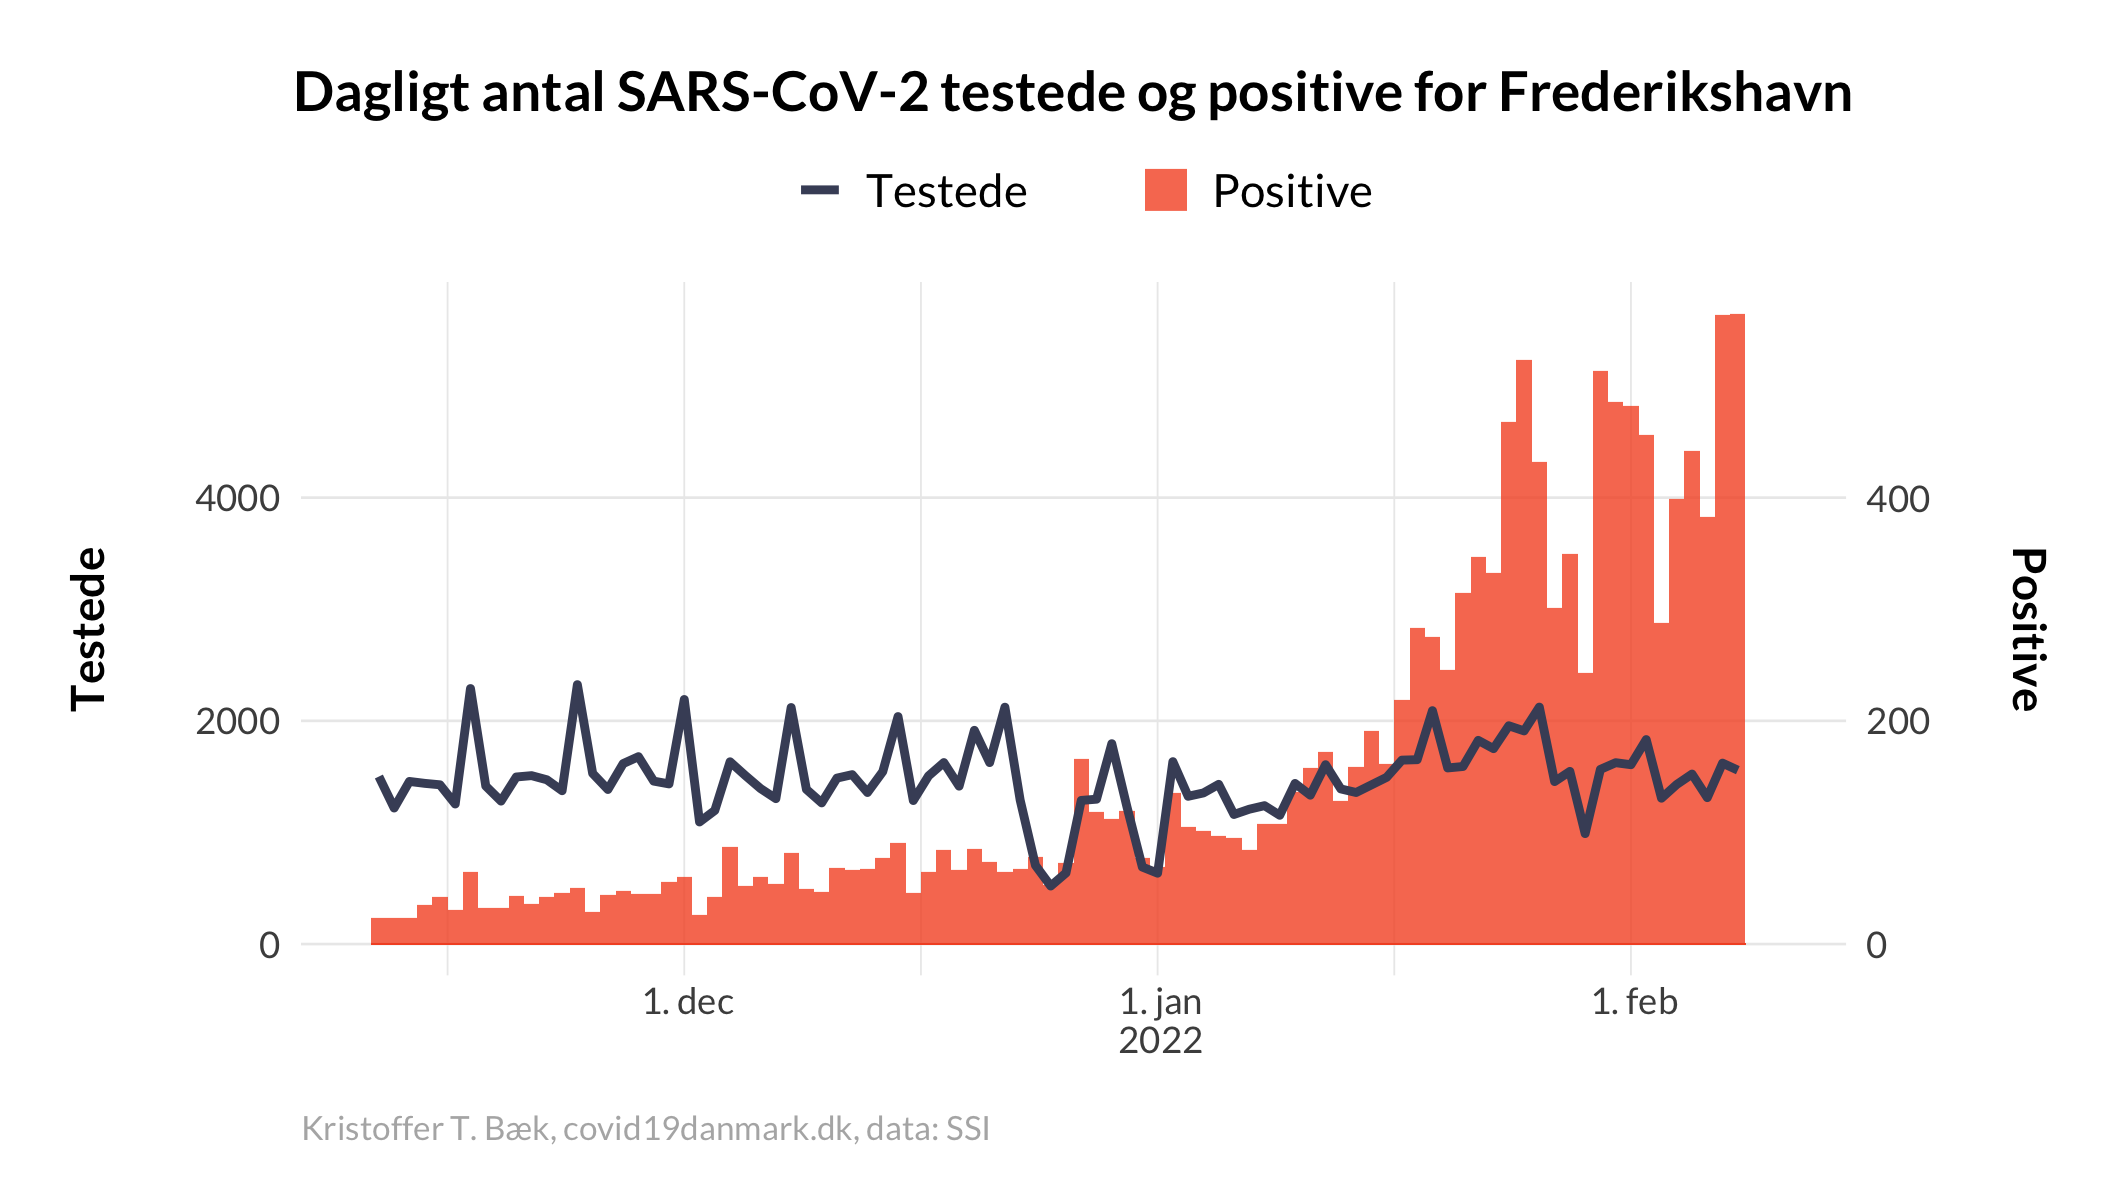 Dagligt antal SARS-CoV-2 testede og positive for Frederikshavn
Testede
Positive
4000
2000
0
Testede
400
200
0
Positive
1. dec
1. jan
2022
1. feb
Kristoffer T. Bæk, covid19danmark.dk, data: SSI